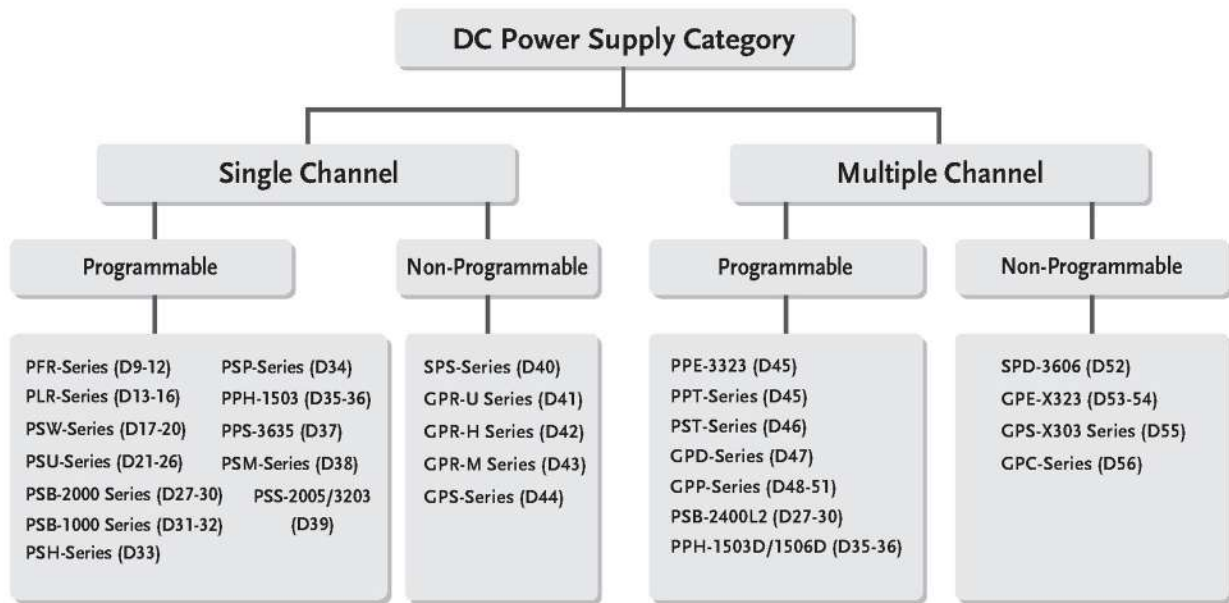 DC Power Supply Category
Single Channel
Multiple Channel
Programmable
Non-Programmable
Programmable
Non-Programmable
PFR-Series (D9-12)
PLR-Series (D13-16)
PSW-Series (D17-20)
PSU-Series (D21-26)
PSB-2000 Series (D27-30)
PSB-1000 Series (D31-32)
PSH-Series (D33)
PSP-Series (D34)
PPH-1503 (D35-36)
PPS-3635 (D37)
PSM-Series (D38)
PSS-2005/3203
(D39)
SPS-Series (D40)
GPR-U Series (D41)
GPR-H Series (D42)
GPR-M Series (D43)
GPS-Series (D44)
PPE-3323 (D45)
PPT-Series (D45)
PST-Series (D46)
GPD-Series (D47)
GPP-Series (D48-51)
PSB-2400L2 (D27-30)
PPH-1503D/1506D (D35-36)
SPD-3606 (D52)
GPE-X323 (D53-54)
GPS-X303 Series (D55)
GPC-Series (D56)